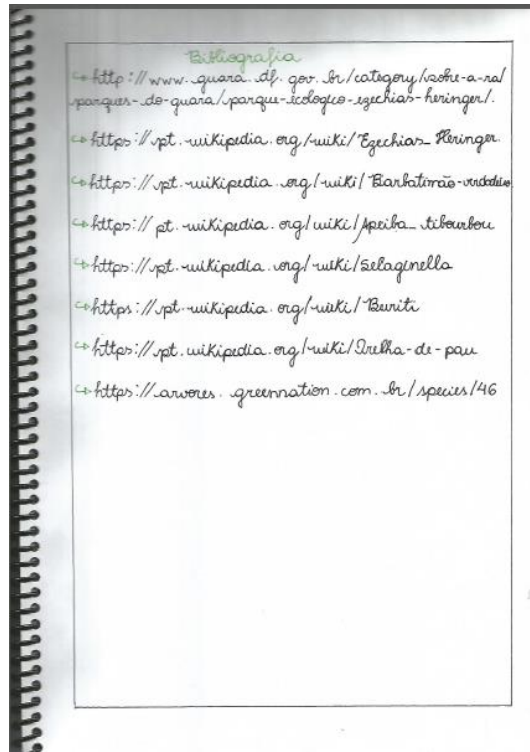 Bibliografia
↪ http://www.guara.df.gov.br/category/sobre-a-ra/
parques-do-guara/parque-ecologico-ezechias-heringer/.
↪ https://pt.wikipedia.org/wiki/Ezechias_Heringer.
↪ https://pt.wikipedia.org/wiki/Barbatimão-verdadeiro
↪ https://pt.wikipedia.org/wiki/Apeiba_tibourbou
↪ https://pt.wikipedia.org/wiki/Selaginella
↪ https://pt.wikipedia.org/wiki/Buriti
↪ https://pt.wikipedia.org/wiki/Orelha-de-pau
↪ https://arvores.greennation.com.br/species/46